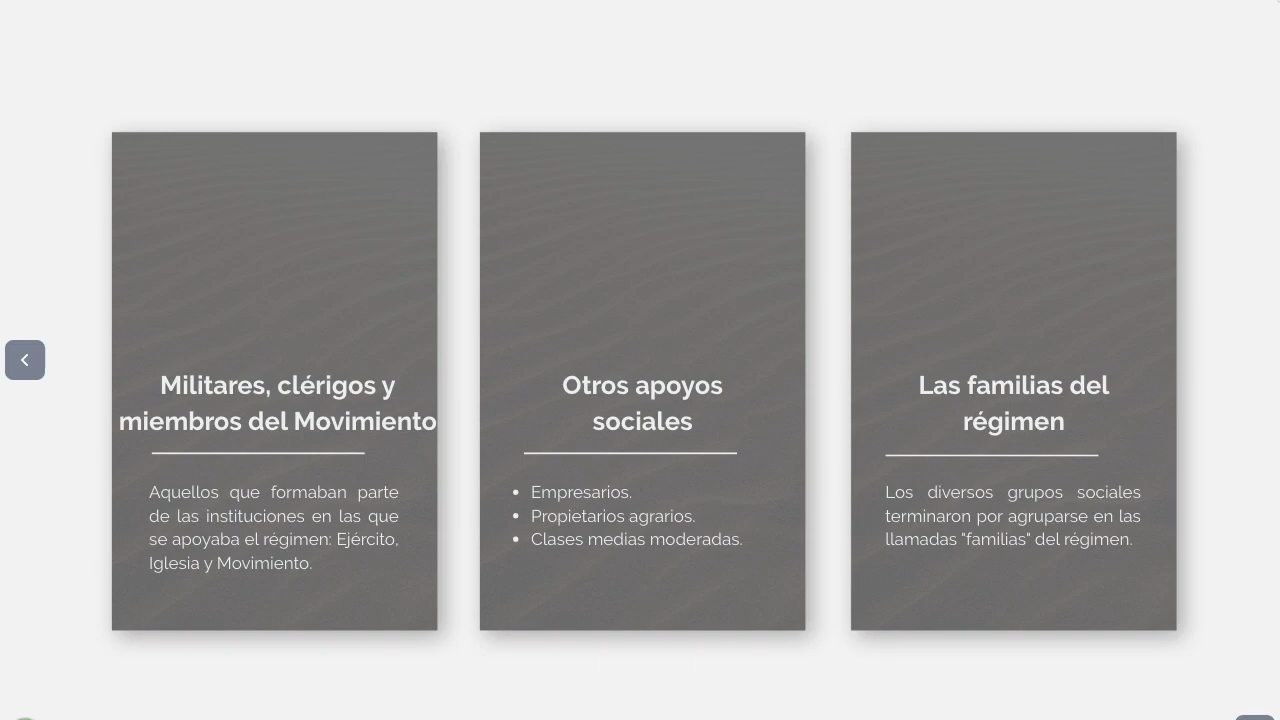 Militares, clérigos y
miembros del Movimiento
Aquellos que formaban parte
de las instituciones en las que
se apoyaba el régimen: Ejército,
Iglesia y Movimiento.
Otros apoyos
sociales
• Empresarios.
• Propietarios agrarios.
• Clases medias moderadas.
Las familias del
régimen
Los diversos grupos sociales
terminaron por agruparse en las
llamadas "familias" del régimen.